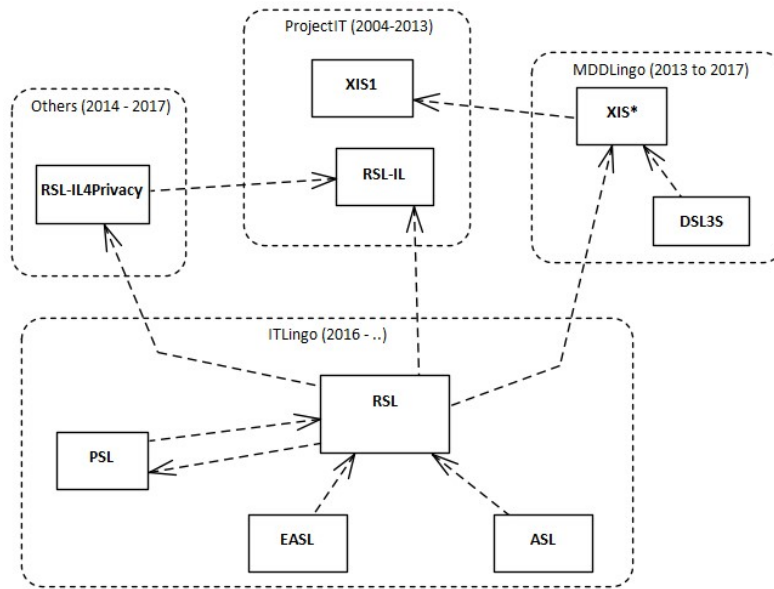 ProjectIT (2004-2013)
XIS1
RSL-IL
Others (2014 - 2017)
RSL-IL4Privacy
MDDLingo (2013 to 2017)
XIS*
DSL3S
ITLingo (2016 - ..)
RSL
PSL
EASL
ASL